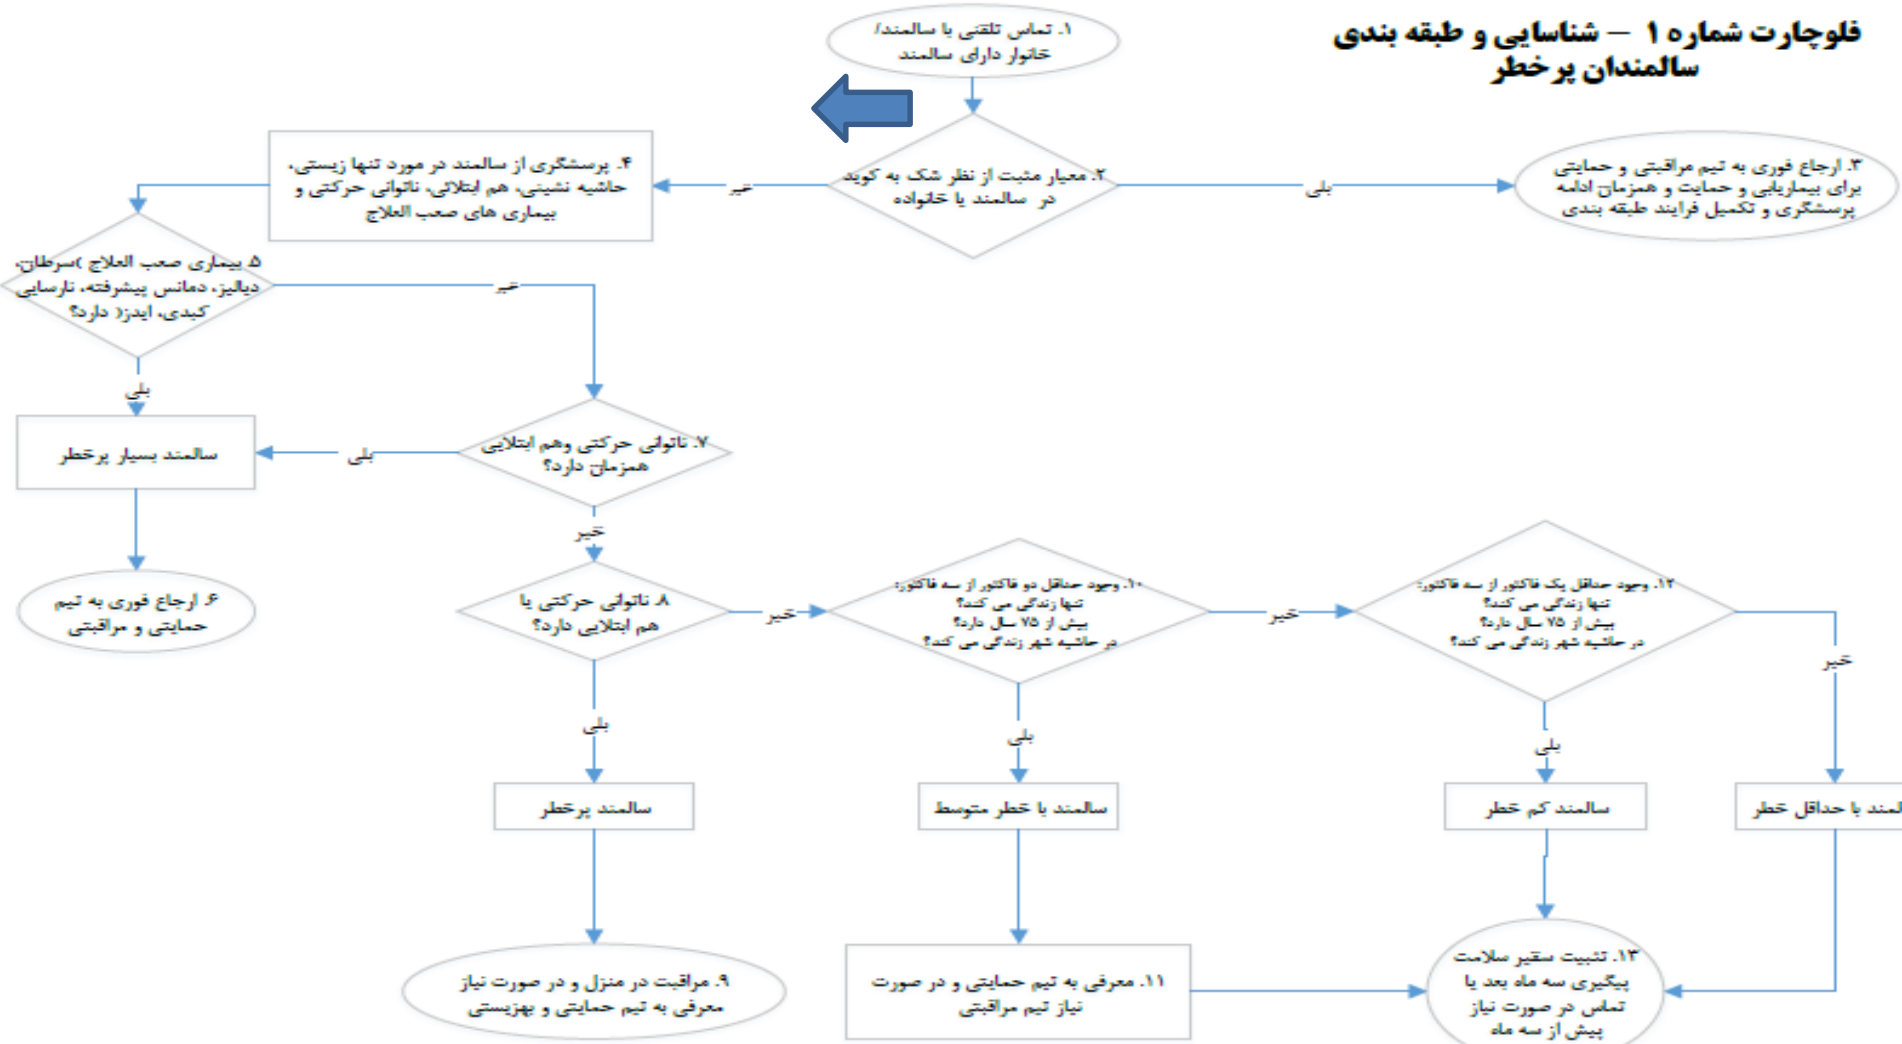 فلوچارت شماره ۱ – شناسایی و طبقه بندی
سالمندان پر خطر
۱. تماس تلقنی با سالمند/
خانوار دارای سالمند
۲. معیار مثبت از نظر شک به کوید
در سالمند یا خانواده
بلی
۳. ارجاع فوری به تیم مراقبتی و حمایتی
برای بیماریابی و حمایت و همزمان ادامه
پرسشگری و تکمیل فرایند طبقه بندی
خیر
۴. پرسشگری از سالمند در مورد تنها زیستی،
حاشیه نشینی، هم ابتلائی، ناتوانی حرکتی و
بیماری های صعب العلاج
۵. بیماری صعب العلاج )سرطان،
دیالیز، دمانس پیشرفته، نارسایی
کبدی، ایدز( دارد؟
خیر
بلی
سالمند بسیار پرخطر
۶. ارجاع فوری به تیم
حمایتی و مراقبتی
۷. ناتوانی حرکتی وهم ابتلایی
همزمان دارد؟
بلی
خیر
۸. ناتوانی حرکتی یا
هم ابتلایی دارد؟
خیر
بلی
سالمند پرخطر
۹. مراقبت در منزل و در صورت نیاز
معرفی به تیم حمایتی و بهزیستی
۱۰. وجود حداقل دو فاکتور از سه فاکتور:
تنها زندگی می کند؟
بیش از ۷۵ سال دارد؟
در حاشیه شهر زندگی می کند؟
خیر
بلی
سالمند با خطر متوسط
۱۱. معرفی به تیم حمایتی و در صورت
نیاز تیم مراقبتی
۱۲. وجود حداقل یک فاکتور از سه فاکتور:
تنها زندگی می کند؟
بیش از ۷۵ سال دارد؟
در حاشیه شهر زندگی می کند؟
خیر
بلی
سالمند کم خطر
لمند با حداقل خطر
۱۳. تثبیت سفیر سلامت
پیگیری سه ماه بعد یا
تماس در صورت نیاز
پیش از سه ماه